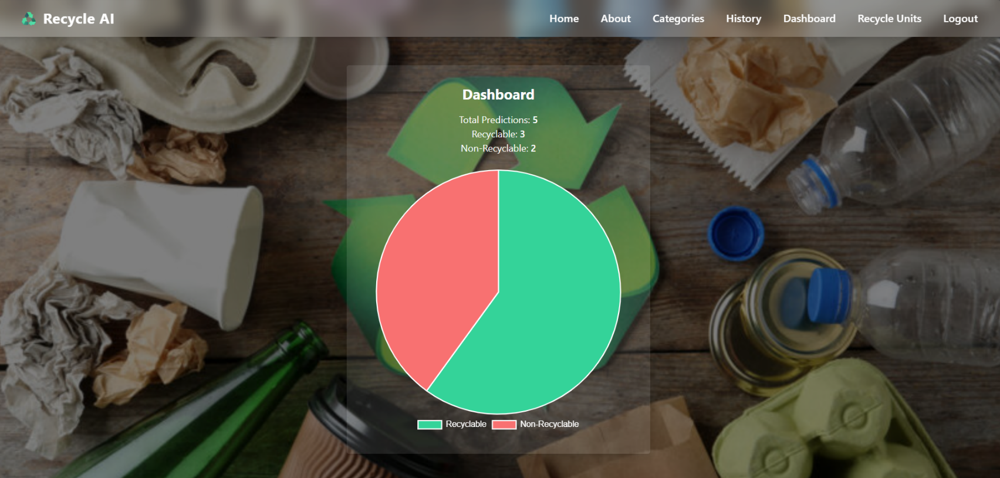 Recycle AI
Home About Categories History Dashboard Recycle Units Logout
Dashboard
Total Predictions: 5
Recyclable: 3
Non-Recyclable: 2
Recyclable Non-Recyclable